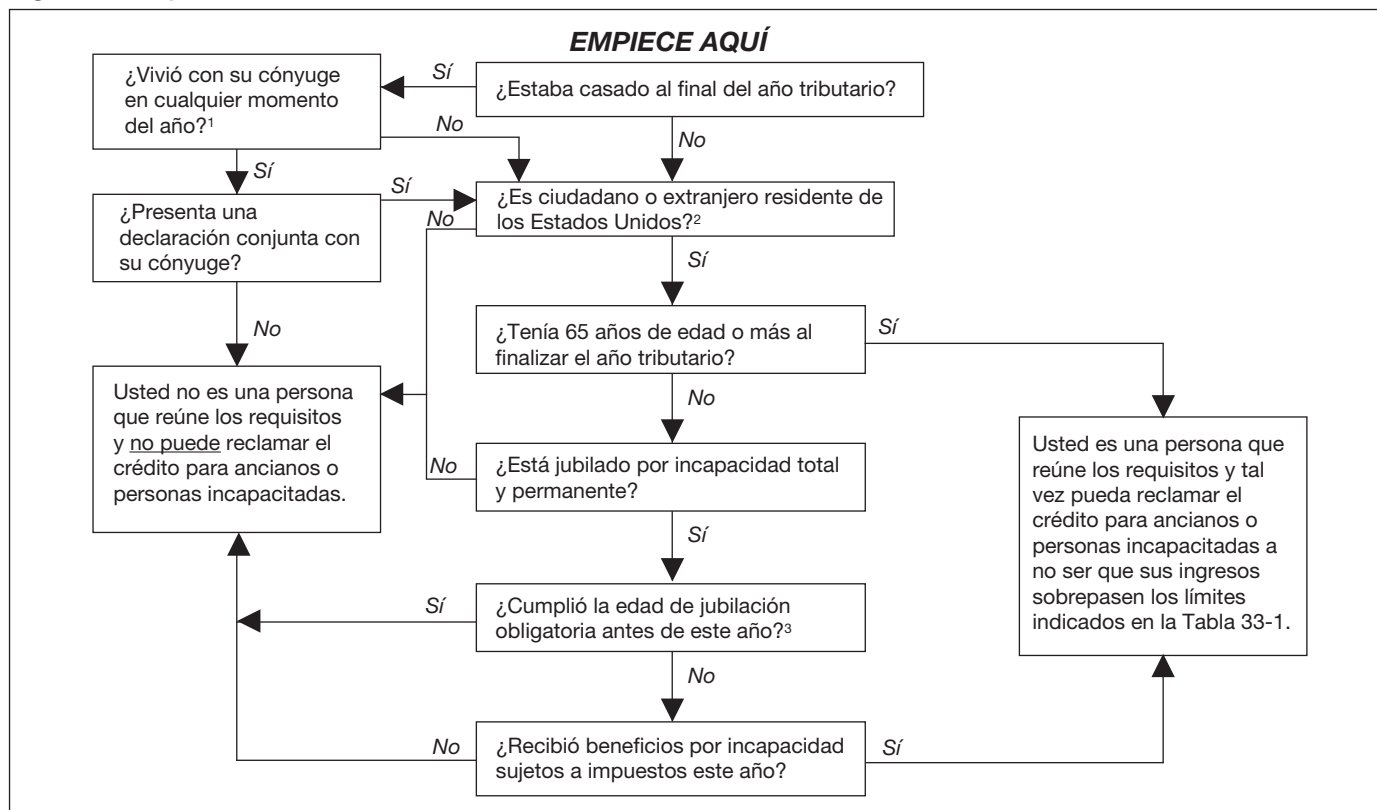 EMPIECE AQUÍ
¿Estaba casado al final del año tributario?
Sí
No
¿Vivió con su cónyuge
en cualquier momento
del año?¹
No
Sí
¿Presenta una
declaración conjunta con
su cónyuge?
Sí
No
¿Es ciudadano o extranjero residente de
los Estados Unidos?²
No
Sí
¿Tenía 65 años de edad o más al
finalizar el año tributario?
Sí
No
Usted no es una persona
que reúne los requisitos
y no puede reclamar el
crédito para ancianos o
personas incapacitadas.
¿Está jubilado por incapacidad total
y permanente?
No
Sí
Usted es una persona que
reúne los requisitos y tal
vez pueda reclamar el
crédito para ancianos o
personas incapacitadas a
no ser que sus ingresos
sobrepasen los límites
indicados en la Tabla 33-1.
¿Cumplió la edad de jubilación
obligatoria antes de este año?³
Sí
No
¿Recibió beneficios por incapacidad
sujetos a impuestos este año?
No
Sí